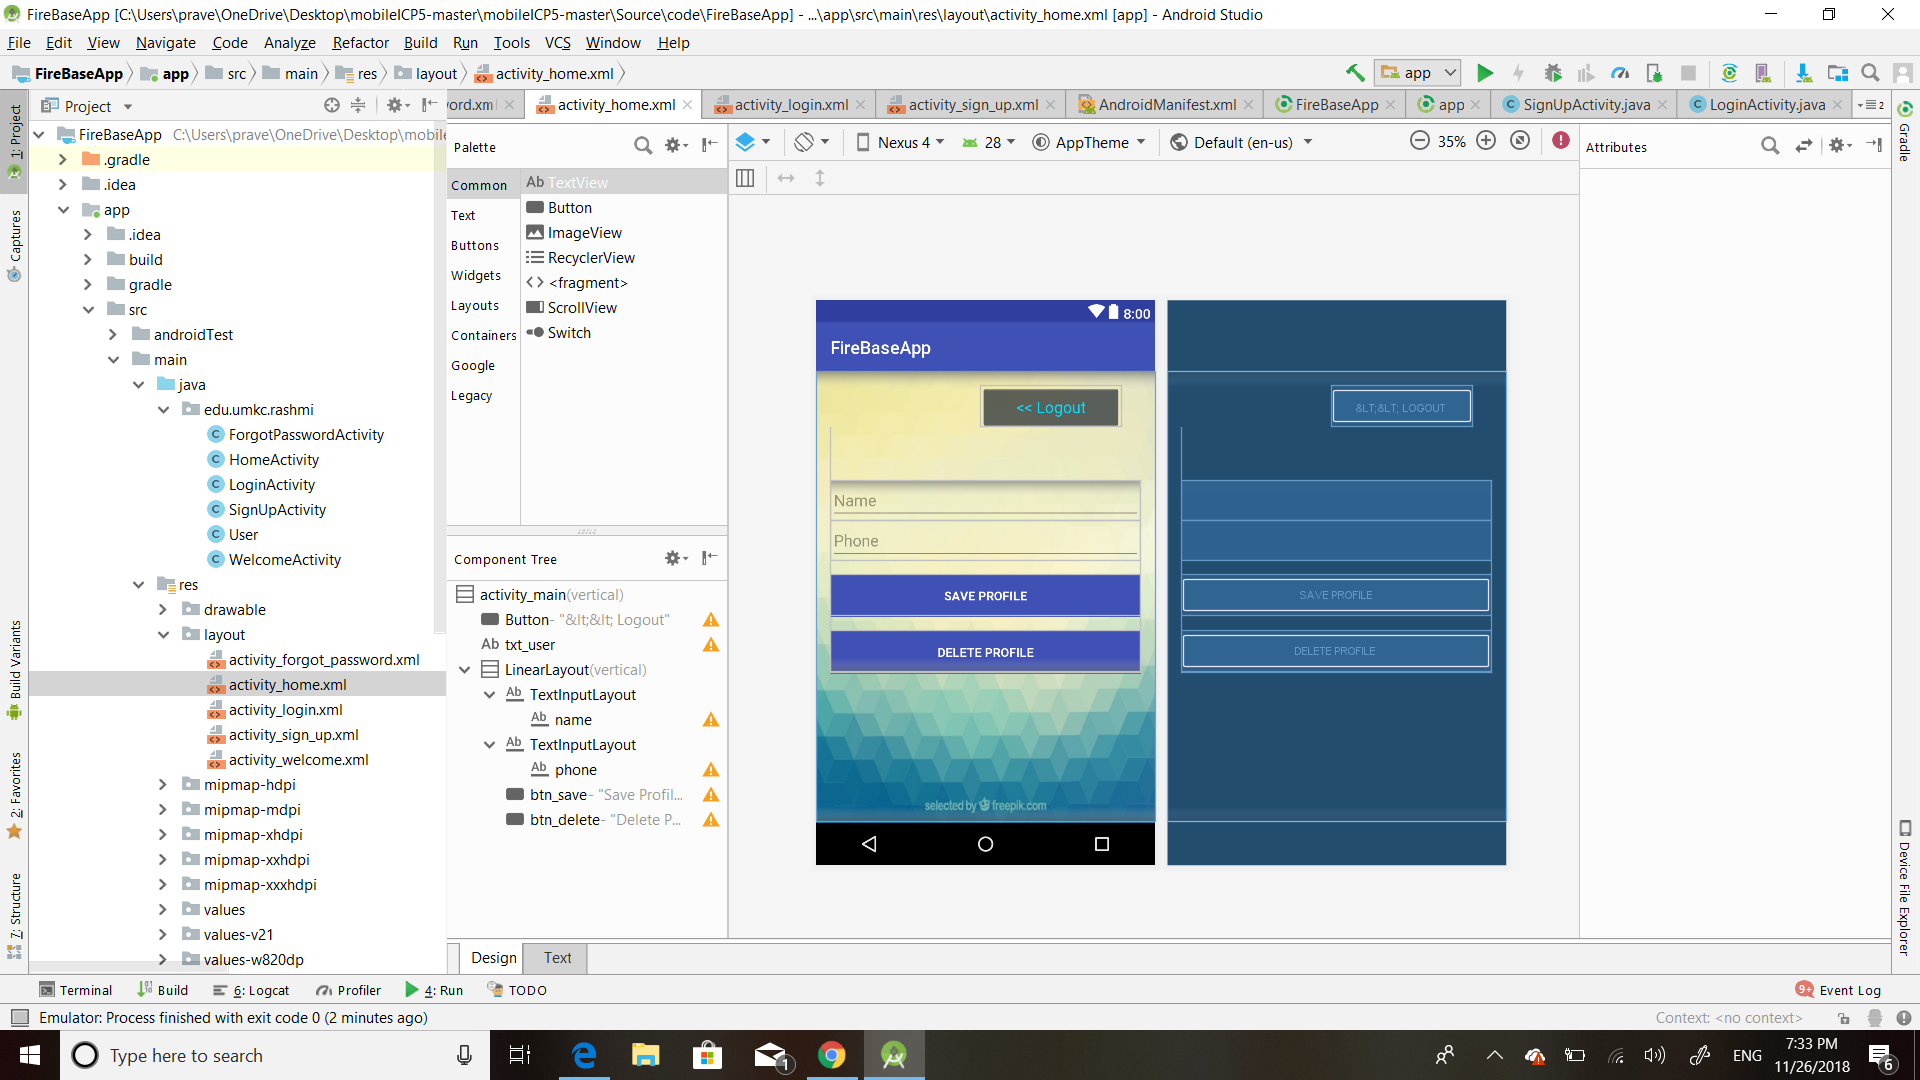 FireBaseApp [C:\Users\prave\OneDrive\Desktop\mobileICP5-master\mobileICP5-master\Source\code\FireBaseApp] - ...\app\src\main\res\layout\activity_home.xml [app] - Android Studio
File Edit View Navigate Code Analyze Refactor Build Run Tools VCS Window Help
FireBaseApp app src main res layout activity_home.xml
app
Project
ord.xm activity_home.xml activity_login.xml activity_sign_up.xml AndroidManifest.xml FireBaseApp app SignUpActivity.java LoginActivity.java 2
1: Project
Captures
Build Variants
2: Favorites
7: Structure
FireBaseApp C:\Users\prave\OneDrive\Desktop\mobile
.gradle
.idea
app
.idea
build
gradle
src
androidTest
main
java
edu.umkc.rashmi
ForgotPasswordActivity
HomeActivity
LoginActivity
SignUpActivity
User
WelcomeActivity
res
drawable
layout
activity_forgot_password.xml
activity_home.xml
activity_login.xml
activity_sign_up.xml
activity_welcome.xml
mipmap-hdpi
mipmap-mdpi
mipmap-xhdpi
mipmap-xxhdpi
mipmap-xxxhdpi
values
values-v21
values-w820dp
Palette
Common
Text
Buttons
Widgets
Layouts
Containers
Google
Legacy
Ab TextView
Button
ImageView
RecyclerView
<fragment>
ScrollView
Switch
Component Tree
activity_main(vertical)
Button- "&lt;&lt; Logout"
Ab txt_user
LinearLayout(vertical)
Ab TextInputLayout
Ab name
Ab TextInputLayout
Ab phone
btn_save- "Save Profil...
btn_delete- "Delete P...
Nexus 4 28 AppTheme Default (en-us) 35%
8:00
FireBaseApp
<< Logout
Name
Phone
SAVE PROFILE
DELETE PROFILE
selected by freepik.com
&LT;&LT; LOGOUT
SAVE PROFILE
DELETE PROFILE
Attributes
Gradle
Device File Explorer
Design Text
Terminal Build 6: Logcat Profiler 4: Run TODO 9+ Event Log
Emulator: Process finished with exit code 0 (2 minutes ago) Context: <no context>
Type here to search
1
ENG
7:33 PM
11/26/2018
6